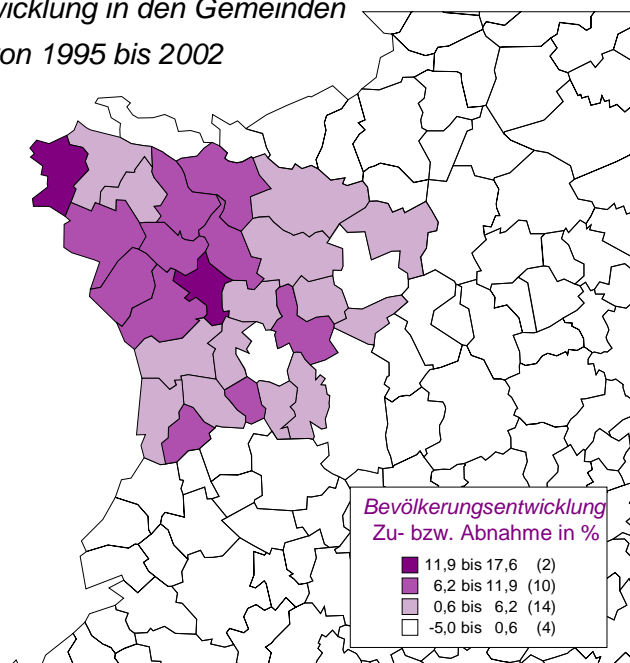 wicklung in den Gemeinden
von 1995 bis 2002
Bevölkerungsentwicklung
Zu- bzw. Abnahme in %
11,9 bis 17,6 (2)
6,2 bis 11,9 (10)
0,6 bis 6,2 (14)
-5,0 bis 0,6 (4)